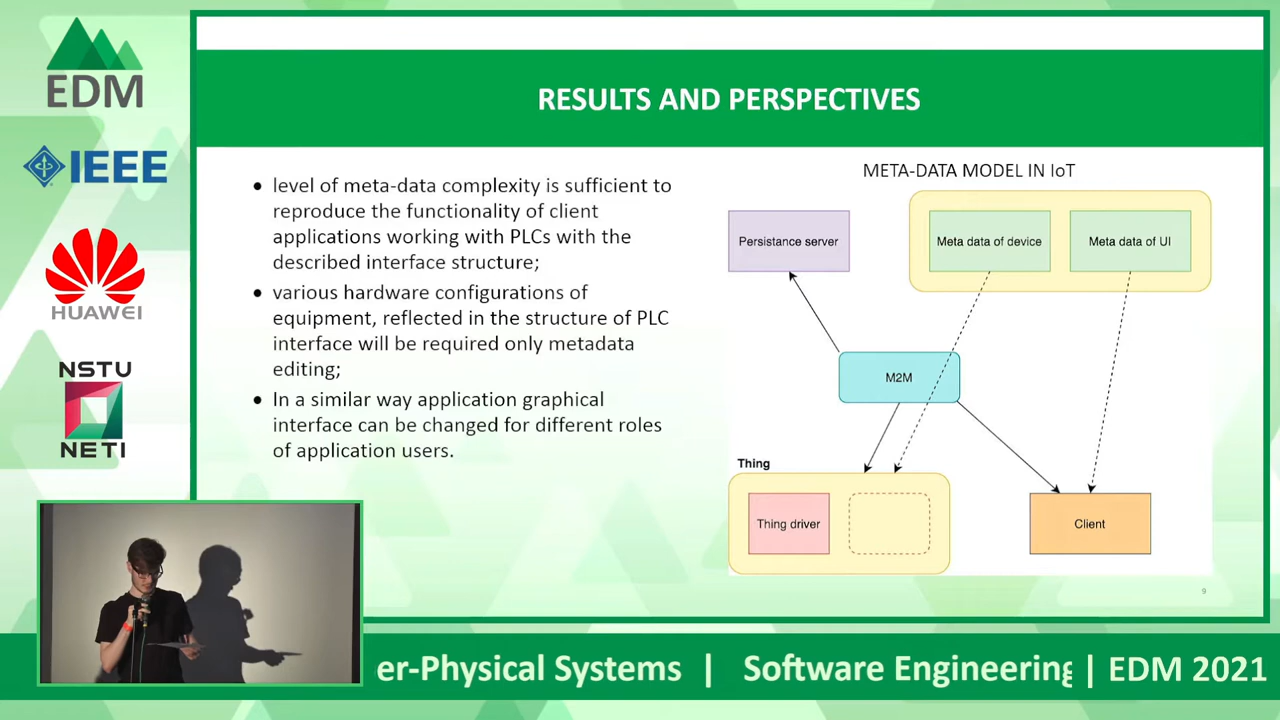 EDM
IEEE
HUAWEI
NSTU
NETI
RESULTS AND PERSPECTIVES
• level of meta-data complexity is sufficient to
reproduce the functionality of client
applications working with PLCs with the
described interface structure;
• various hardware configurations of
equipment, reflected in the structure of PLC
interface will be required only metadata
editing;
• In a similar way application graphical
interface can be changed for different roles
of application users.
META-DATA MODEL IN IoT
Persistance server
Meta data of device
Meta data of UI
M2M
Thing
Thing driver
Client
9
er-Physical Systems | Software Engineering | EDM 2021